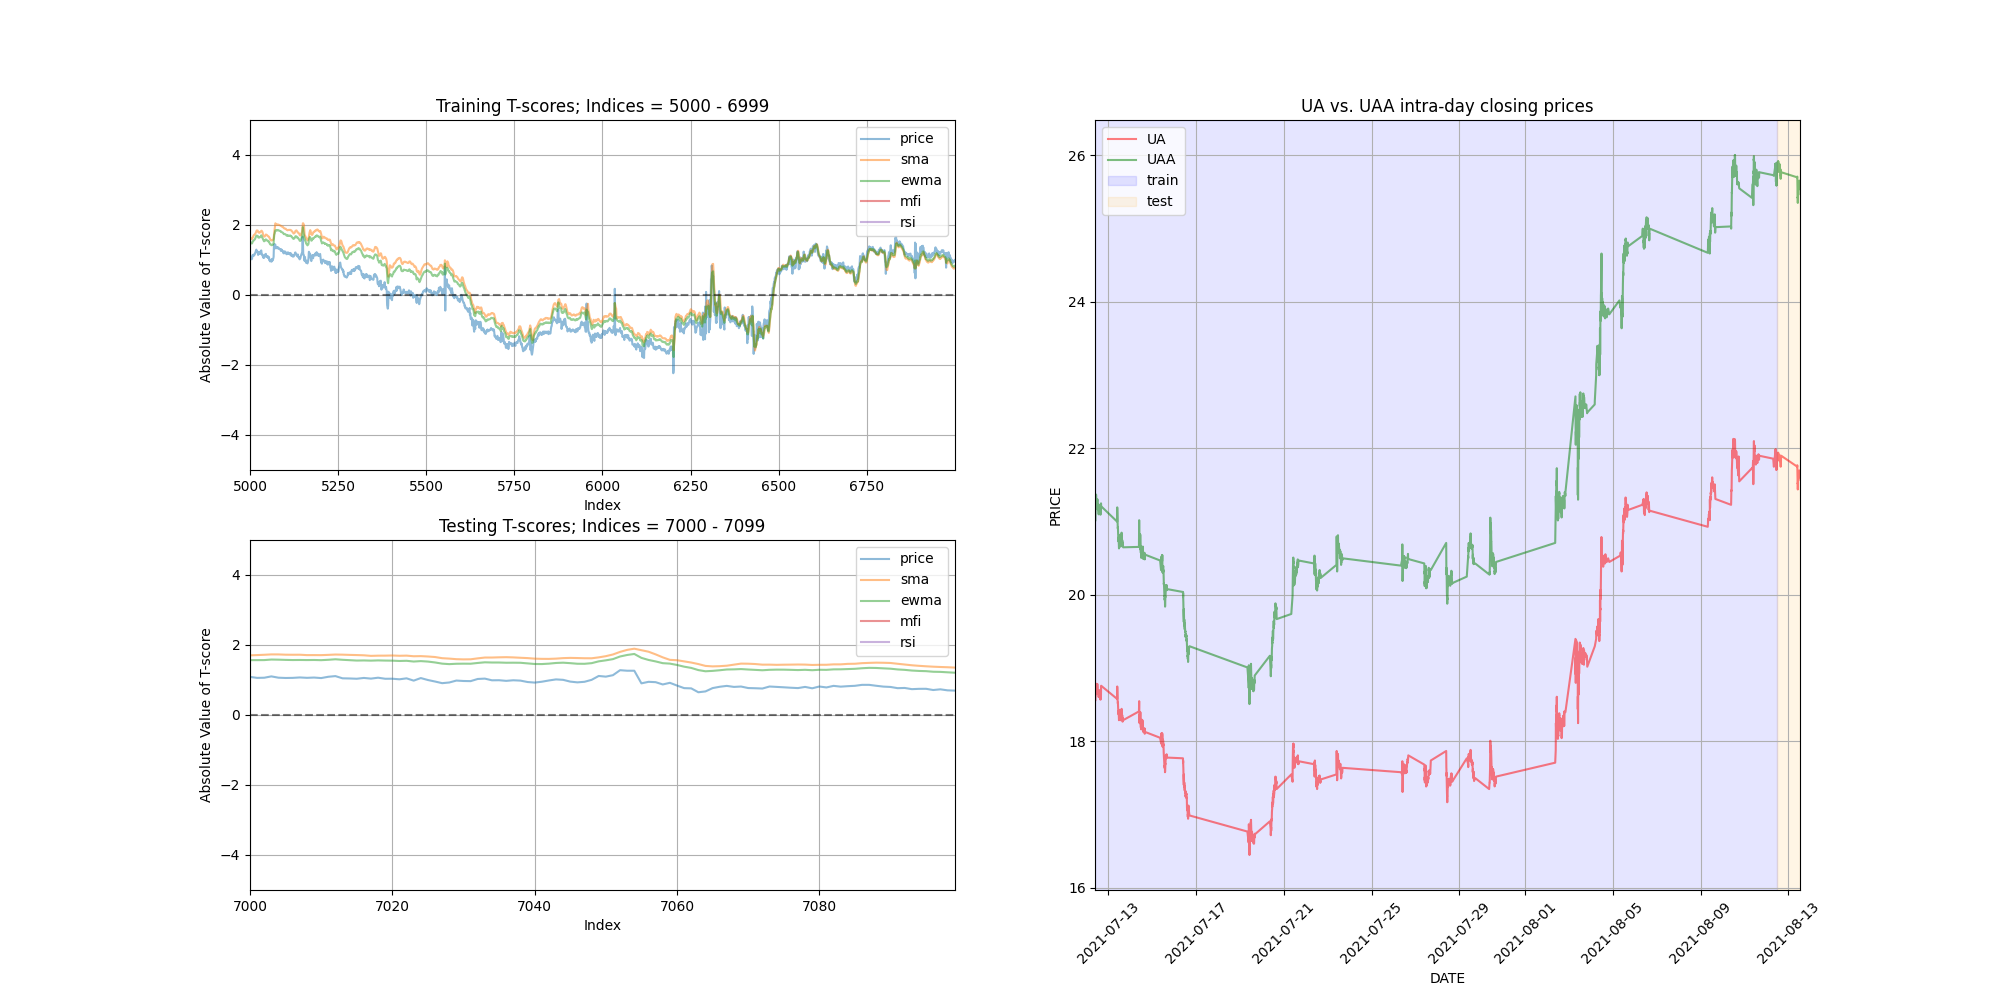 Training T-scores; Indices = 5000 - 6999
Absolute Value of T-score
4
2
0
−2
−4
price
sma
ewma
mfi
rsi
5000 5250 5500 5750 6000 6250 6500 6750
Index
Testing T-scores; Indices = 7000 - 7099
Absolute Value of T-score
4
2
0
−2
−4
price
sma
ewma
mfi
rsi
7000 7020 7040 7060 7080
Index
UA vs. UAA intra-day closing prices
UA
UAA
train
test
PRICE
26
24
22
20
18
16
2021-07-13 2021-07-17 2021-07-21 2021-07-25 2021-07-29 2021-08-01 2021-08-05 2021-08-09 2021-08-13
DATE